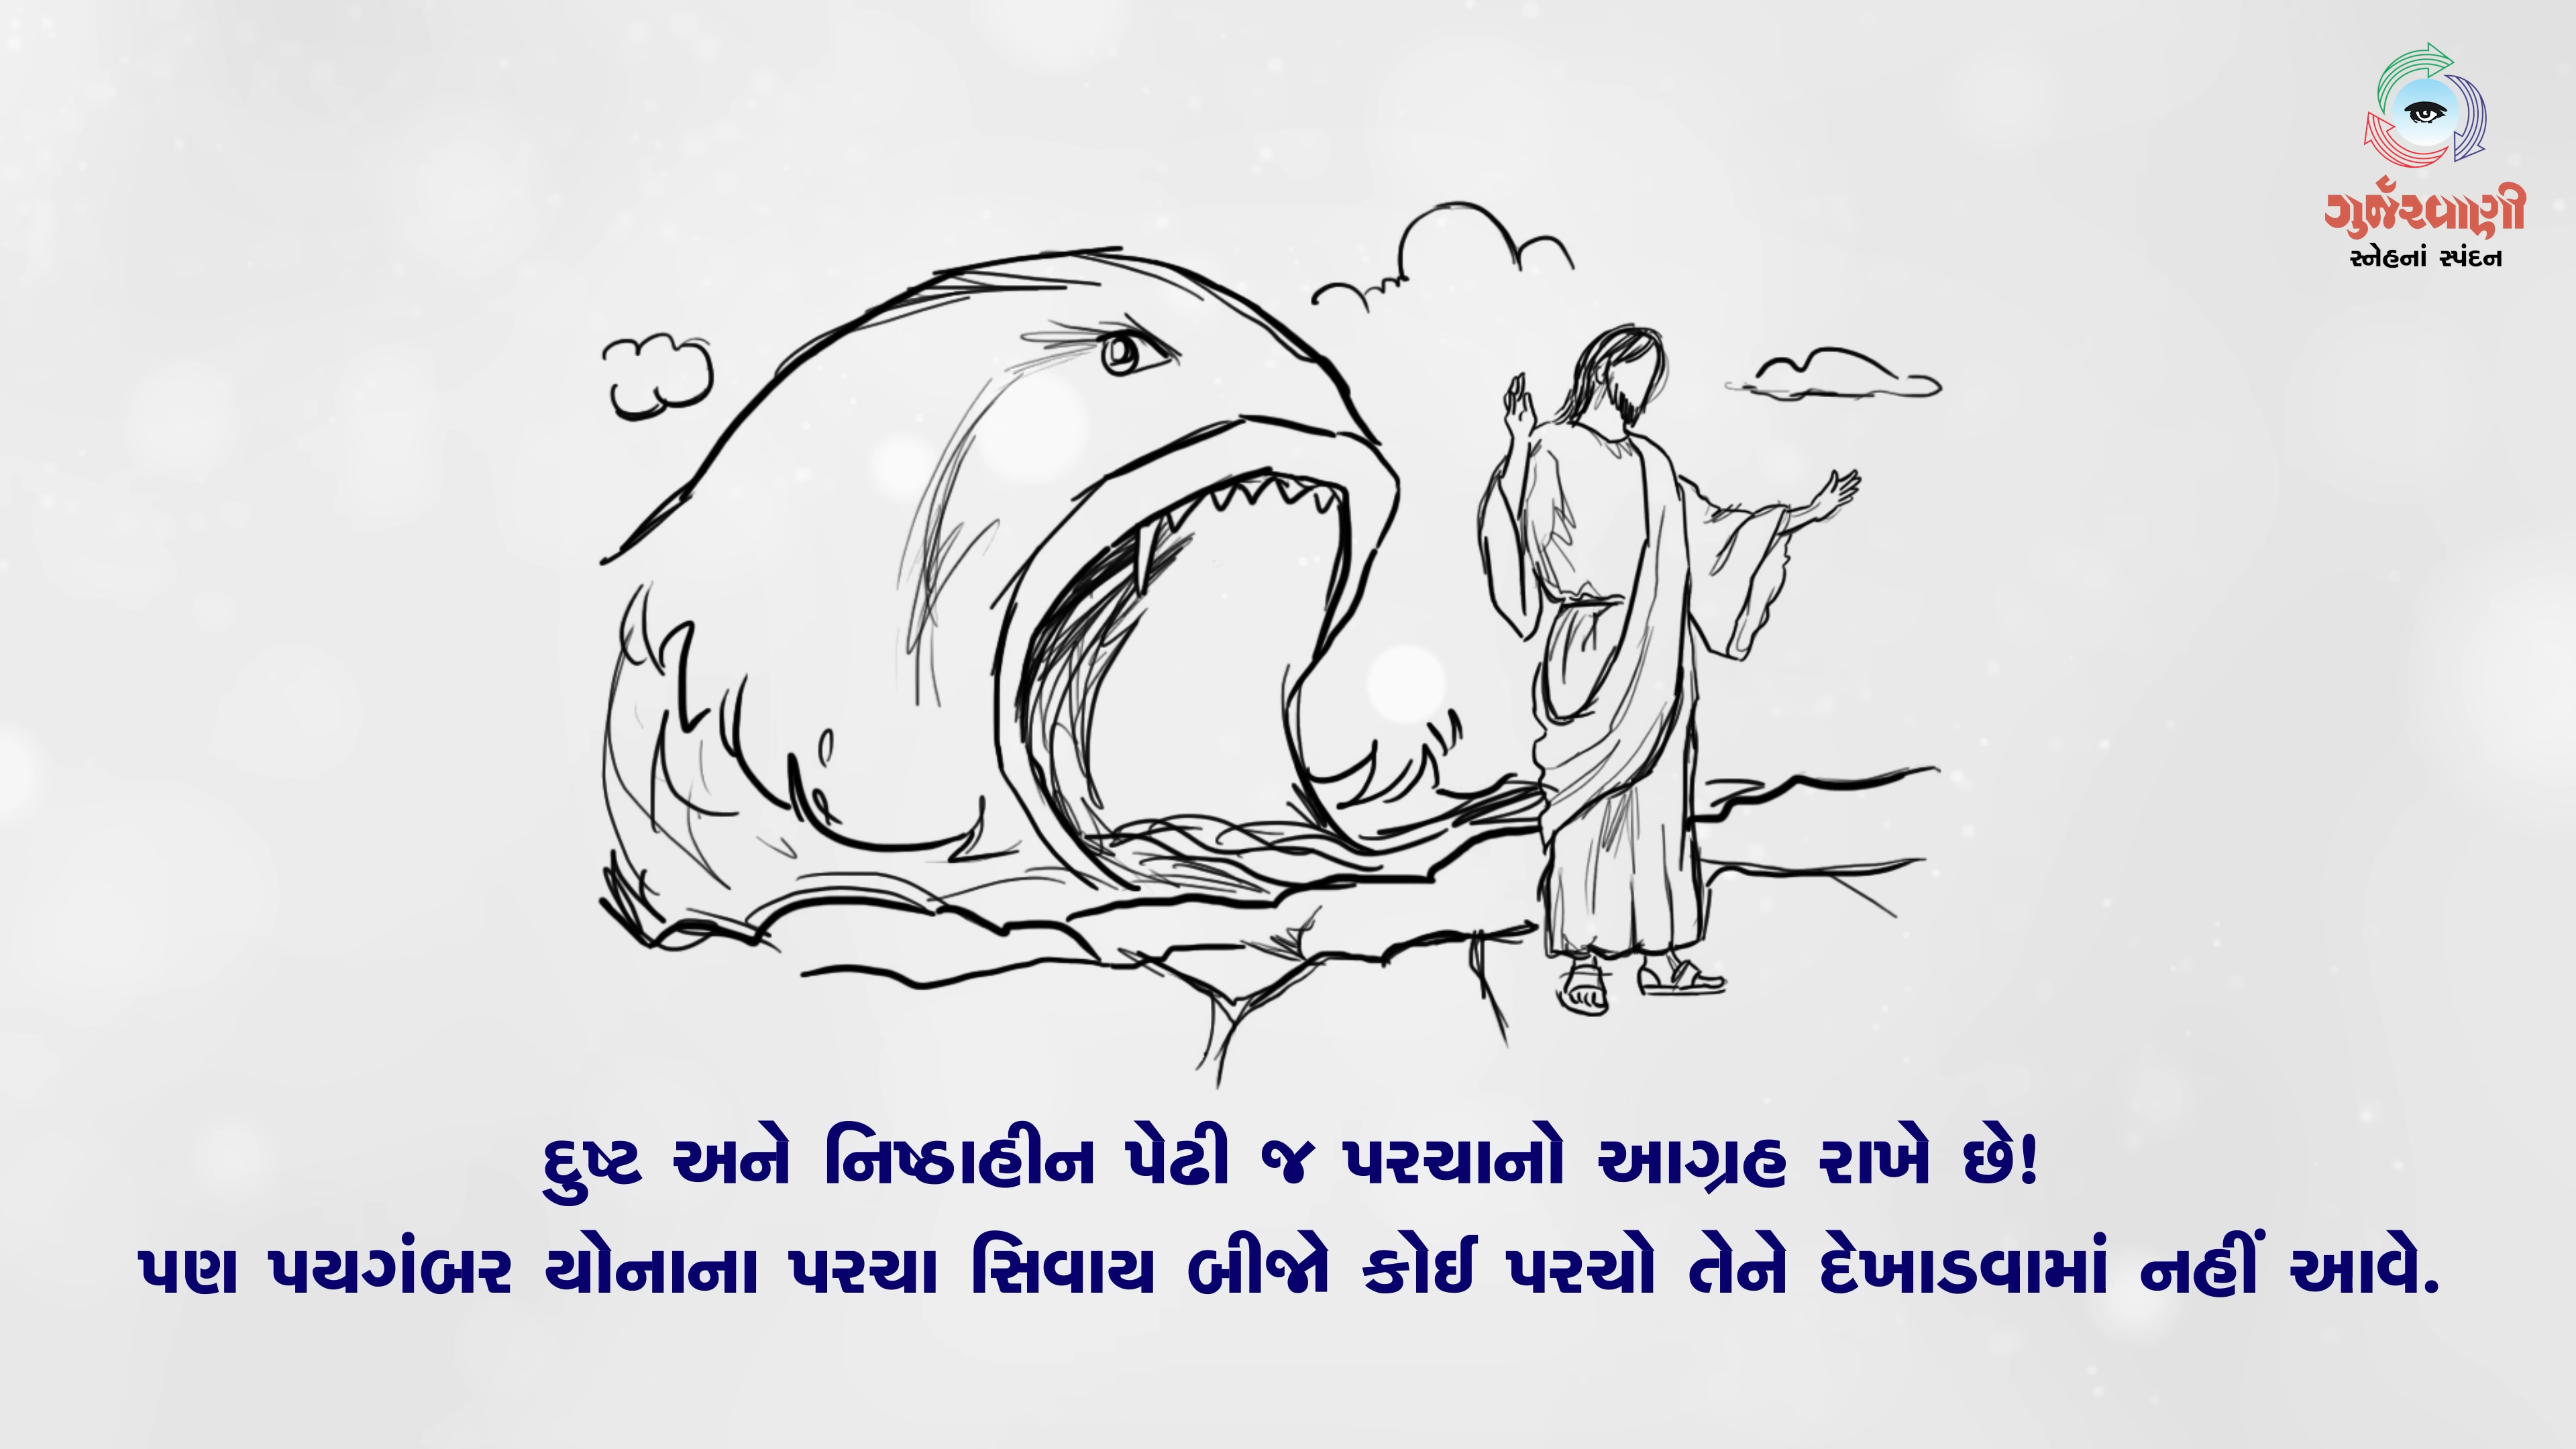 ગુર્જરવાણી
સ્નેહનાં સ્પંદન
દુષ્ટ અને નિષ્ઠાહીન પેઢી જ પરચાનો આગ્રહ રાખે છે!
પણ પયગંબર યોનાના પરચા સિવાય બીજો કોઈ પરચો તેને દેખાડવામાં નહીં આવે.